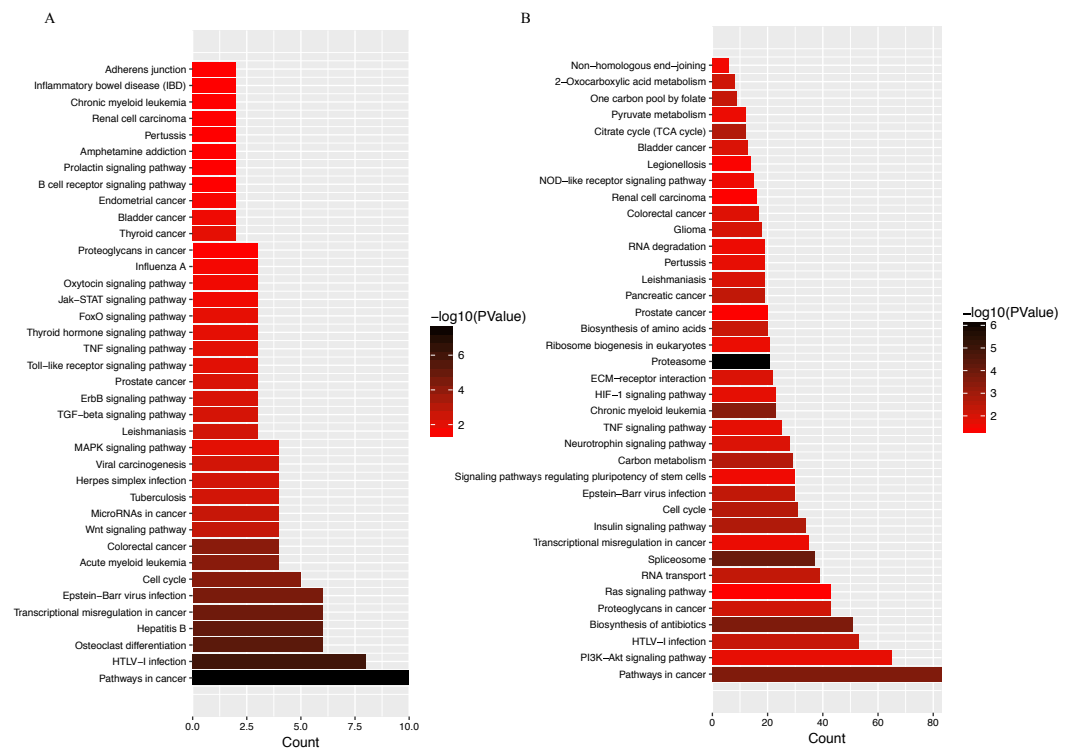 A
Adherens junction
Inflammatory bowel disease (IBD)
Chronic myeloid leukemia
Renal cell carcinoma
Pertussis
Amphetamine addiction
Prolactin signaling pathway
B cell receptor signaling pathway
Endometrial cancer
Bladder cancer
Thyroid cancer
Proteoglycans in cancer
Influenza A
Oxytocin signaling pathway
Jak−STAT signaling pathway
FoxO signaling pathway
Thyroid hormone signaling pathway
TNF signaling pathway
Toll−like receptor signaling pathway
Prostate cancer
ErbB signaling pathway
TGF−beta signaling pathway
Leishmaniasis
MAPK signaling pathway
Viral carcinogenesis
Herpes simplex infection
Tuberculosis
MicroRNAs in cancer
Wnt signaling pathway
Colorectal cancer
Acute myeloid leukemia
Cell cycle
Epstein−Barr virus infection
Transcriptional misregulation in cancer
Hepatitis B
Osteoclast differentiation
HTLV−I infection
Pathways in cancer
0.0 2.5 5.0 7.5 10.0
Count
−log10(PValue)
6
4
2
B
Non−homologous end−joining
2−Oxocarboxylic acid metabolism
One carbon pool by folate
Pyruvate metabolism
Citrate cycle (TCA cycle)
Bladder cancer
Legionellosis
NOD−like receptor signaling pathway
Renal cell carcinoma
Colorectal cancer
Glioma
RNA degradation
Pertussis
Leishmaniasis
Pancreatic cancer
Prostate cancer
Biosynthesis of amino acids
Ribosome biogenesis in eukaryotes
Proteasome
ECM−receptor interaction
HIF−1 signaling pathway
Chronic myeloid leukemia
TNF signaling pathway
Neurotrophin signaling pathway
Carbon metabolism
Signaling pathways regulating pluripotency of stem cells
Epstein−Barr virus infection
Cell cycle
Insulin signaling pathway
Transcriptional misregulation in cancer
Spliceosome
RNA transport
Ras signaling pathway
Proteoglycans in cancer
Biosynthesis of antibiotics
HTLV−I infection
PI3K−Akt signaling pathway
Pathways in cancer
0 20 40 60 80
Count
−log10(PValue)
6
5
4
3
2